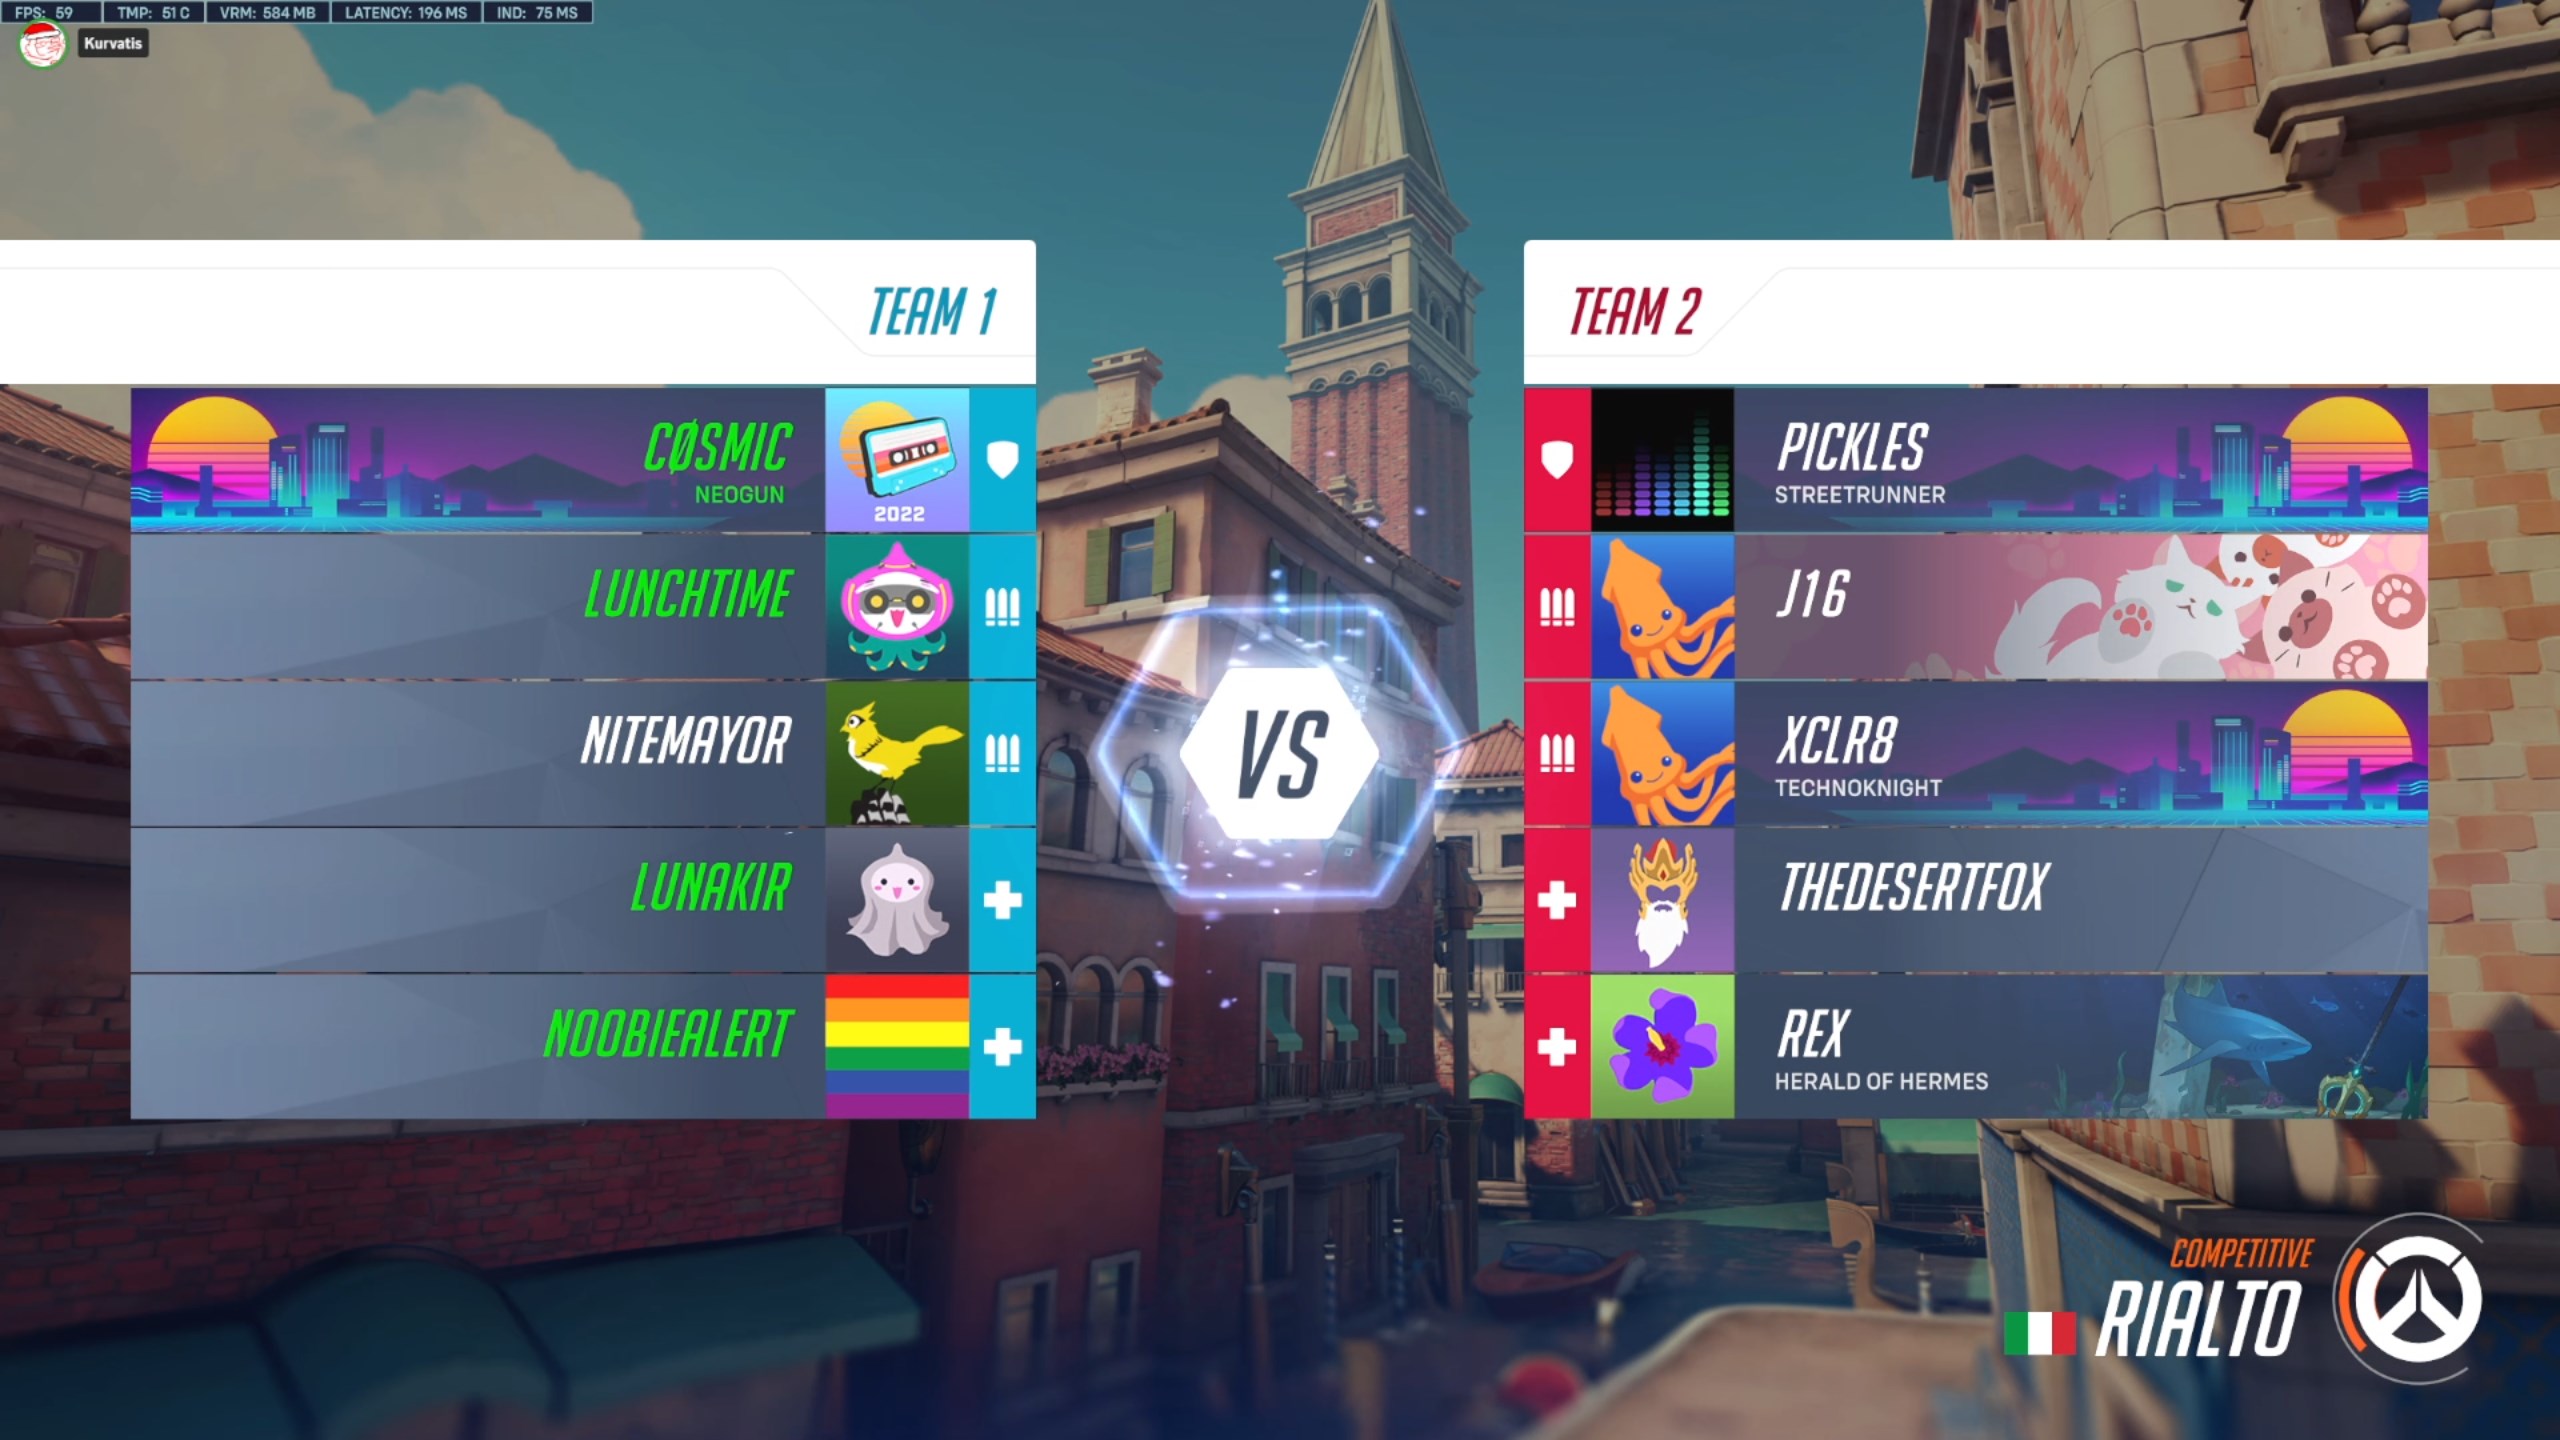 FPS: 59 TMP: 51 C VRM: 584 MB LATENCY: 196 MS IND: 75 MS
Kurvatis
TEAM 1
CØSMIC
NEOGUN
2022
LUNCHTIME
NITEMAYOR
LUNAKIR
NOOBIEALERT
VS
TEAM 2
PICKLES
STREETRUNNER
J16
XCLR8
TECHNOKNIGHT
THEDESERTFOX
REX
HERALD OF HERMES
COMPETITIVE
RIALTO